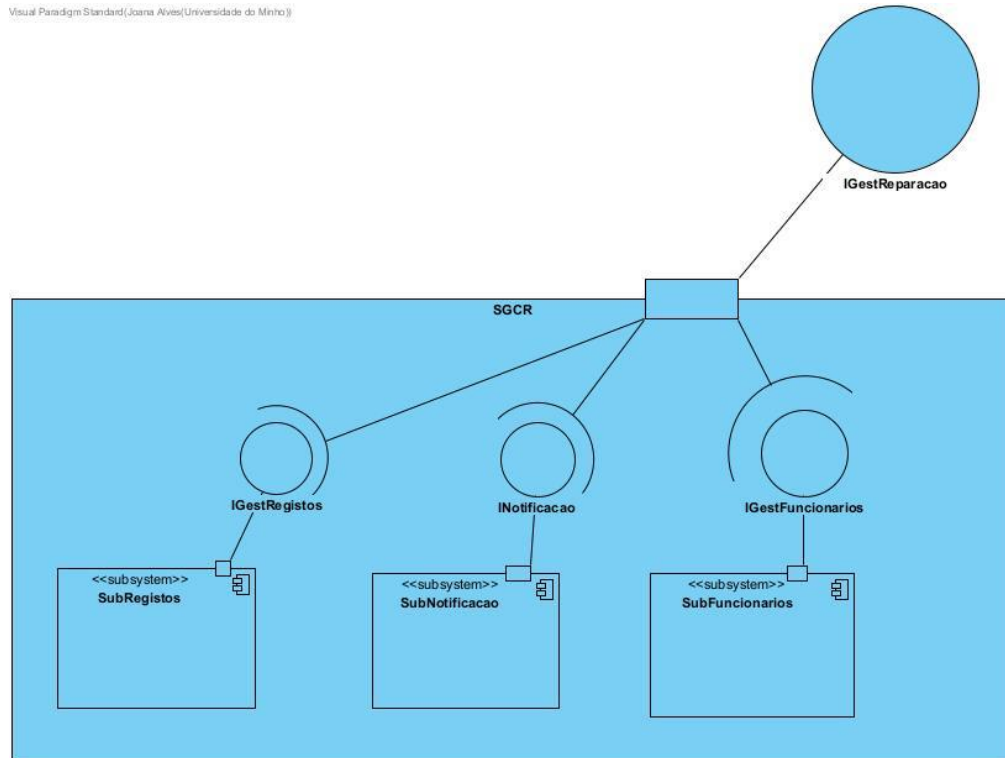 Visual Paradigm Standard(Joana Alves(Universidade do Minho))
IGestReparacao
SGCR
IGestRegistos
INotificacao
IGestFuncionarios
<<subsystem>>
SubRegistos
<<subsystem>>
SubNotificacao
<<subsystem>>
SubFuncionarios